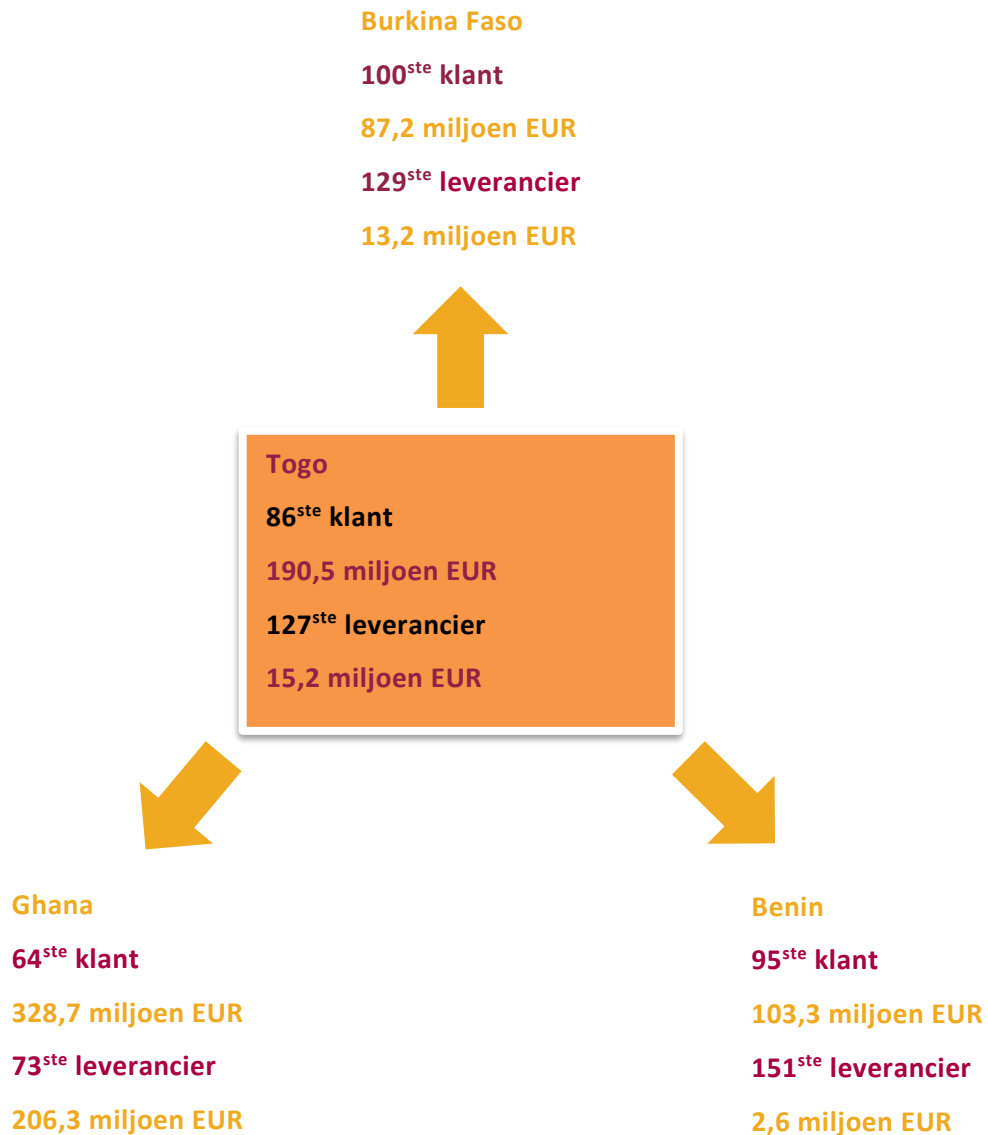 Burkina Faso
100ste klant
87,2 miljoen EUR
129ste leverancier
13,2 miljoen EUR
Togo
86ste klant
190,5 miljoen EUR
127ste leverancier
15,2 miljoen EUR
Ghana
64ste klant
328,7 miljoen EUR
73ste leverancier
206,3 miljoen EUR
Benin
95ste klant
103,3 miljoen EUR
151ste leverancier
2,6 miljoen EUR